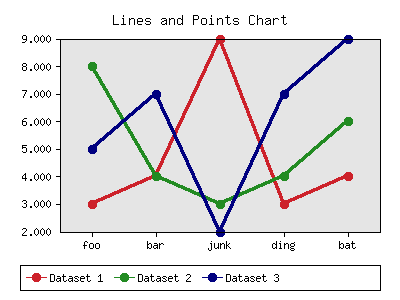 Lines and Points Chart
9.000
8.000
7.000
6.000
5.000
4.000
3.000
2.000
foo bar junk ding bat
Dataset 1 Dataset 2 Dataset 3